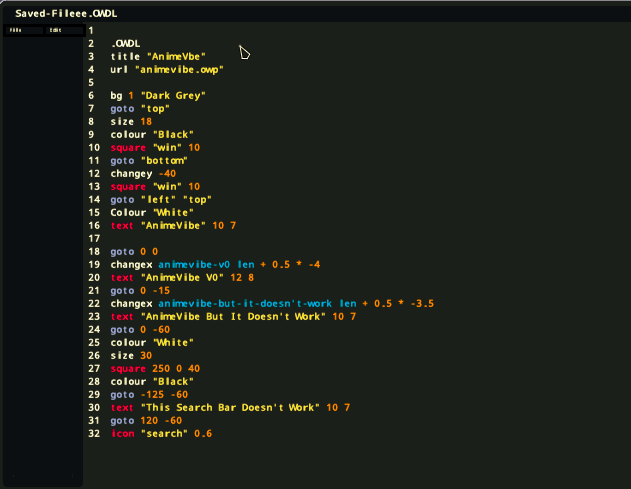 Saved-Fileee.OWDL
File Edit
1
2 .OWDL
3 title "AnimeVbe"
4 url "animevibe.owp"
5
6 bg 1 "Dark Grey"
7 goto "top"
8 size 18
9 colour "Black"
10 square "win" 10
11 goto "bottom"
12 changey -40
13 square "win" 10
14 goto "left" "top"
15 Colour "White"
16 text "AnimeVibe" 10 7
17
18 goto 0 0
19 changex animevibe-v0 len + 0.5 * -4
20 text "AnimeVibe V0" 12 8
21 goto 0 -15
22 changex animevibe-but-it-doesn't-work len + 0.5 * -3.5
23 text "AnimeVibe But It Doesn't Work" 10 7
24 goto 0 -60
25 colour "White"
26 size 30
27 square 250 0 40
28 colour "Black"
29 goto -125 -60
30 text "This Search Bar Doesn't Work" 10 7
31 goto 120 -60
32 icon "search" 0.6